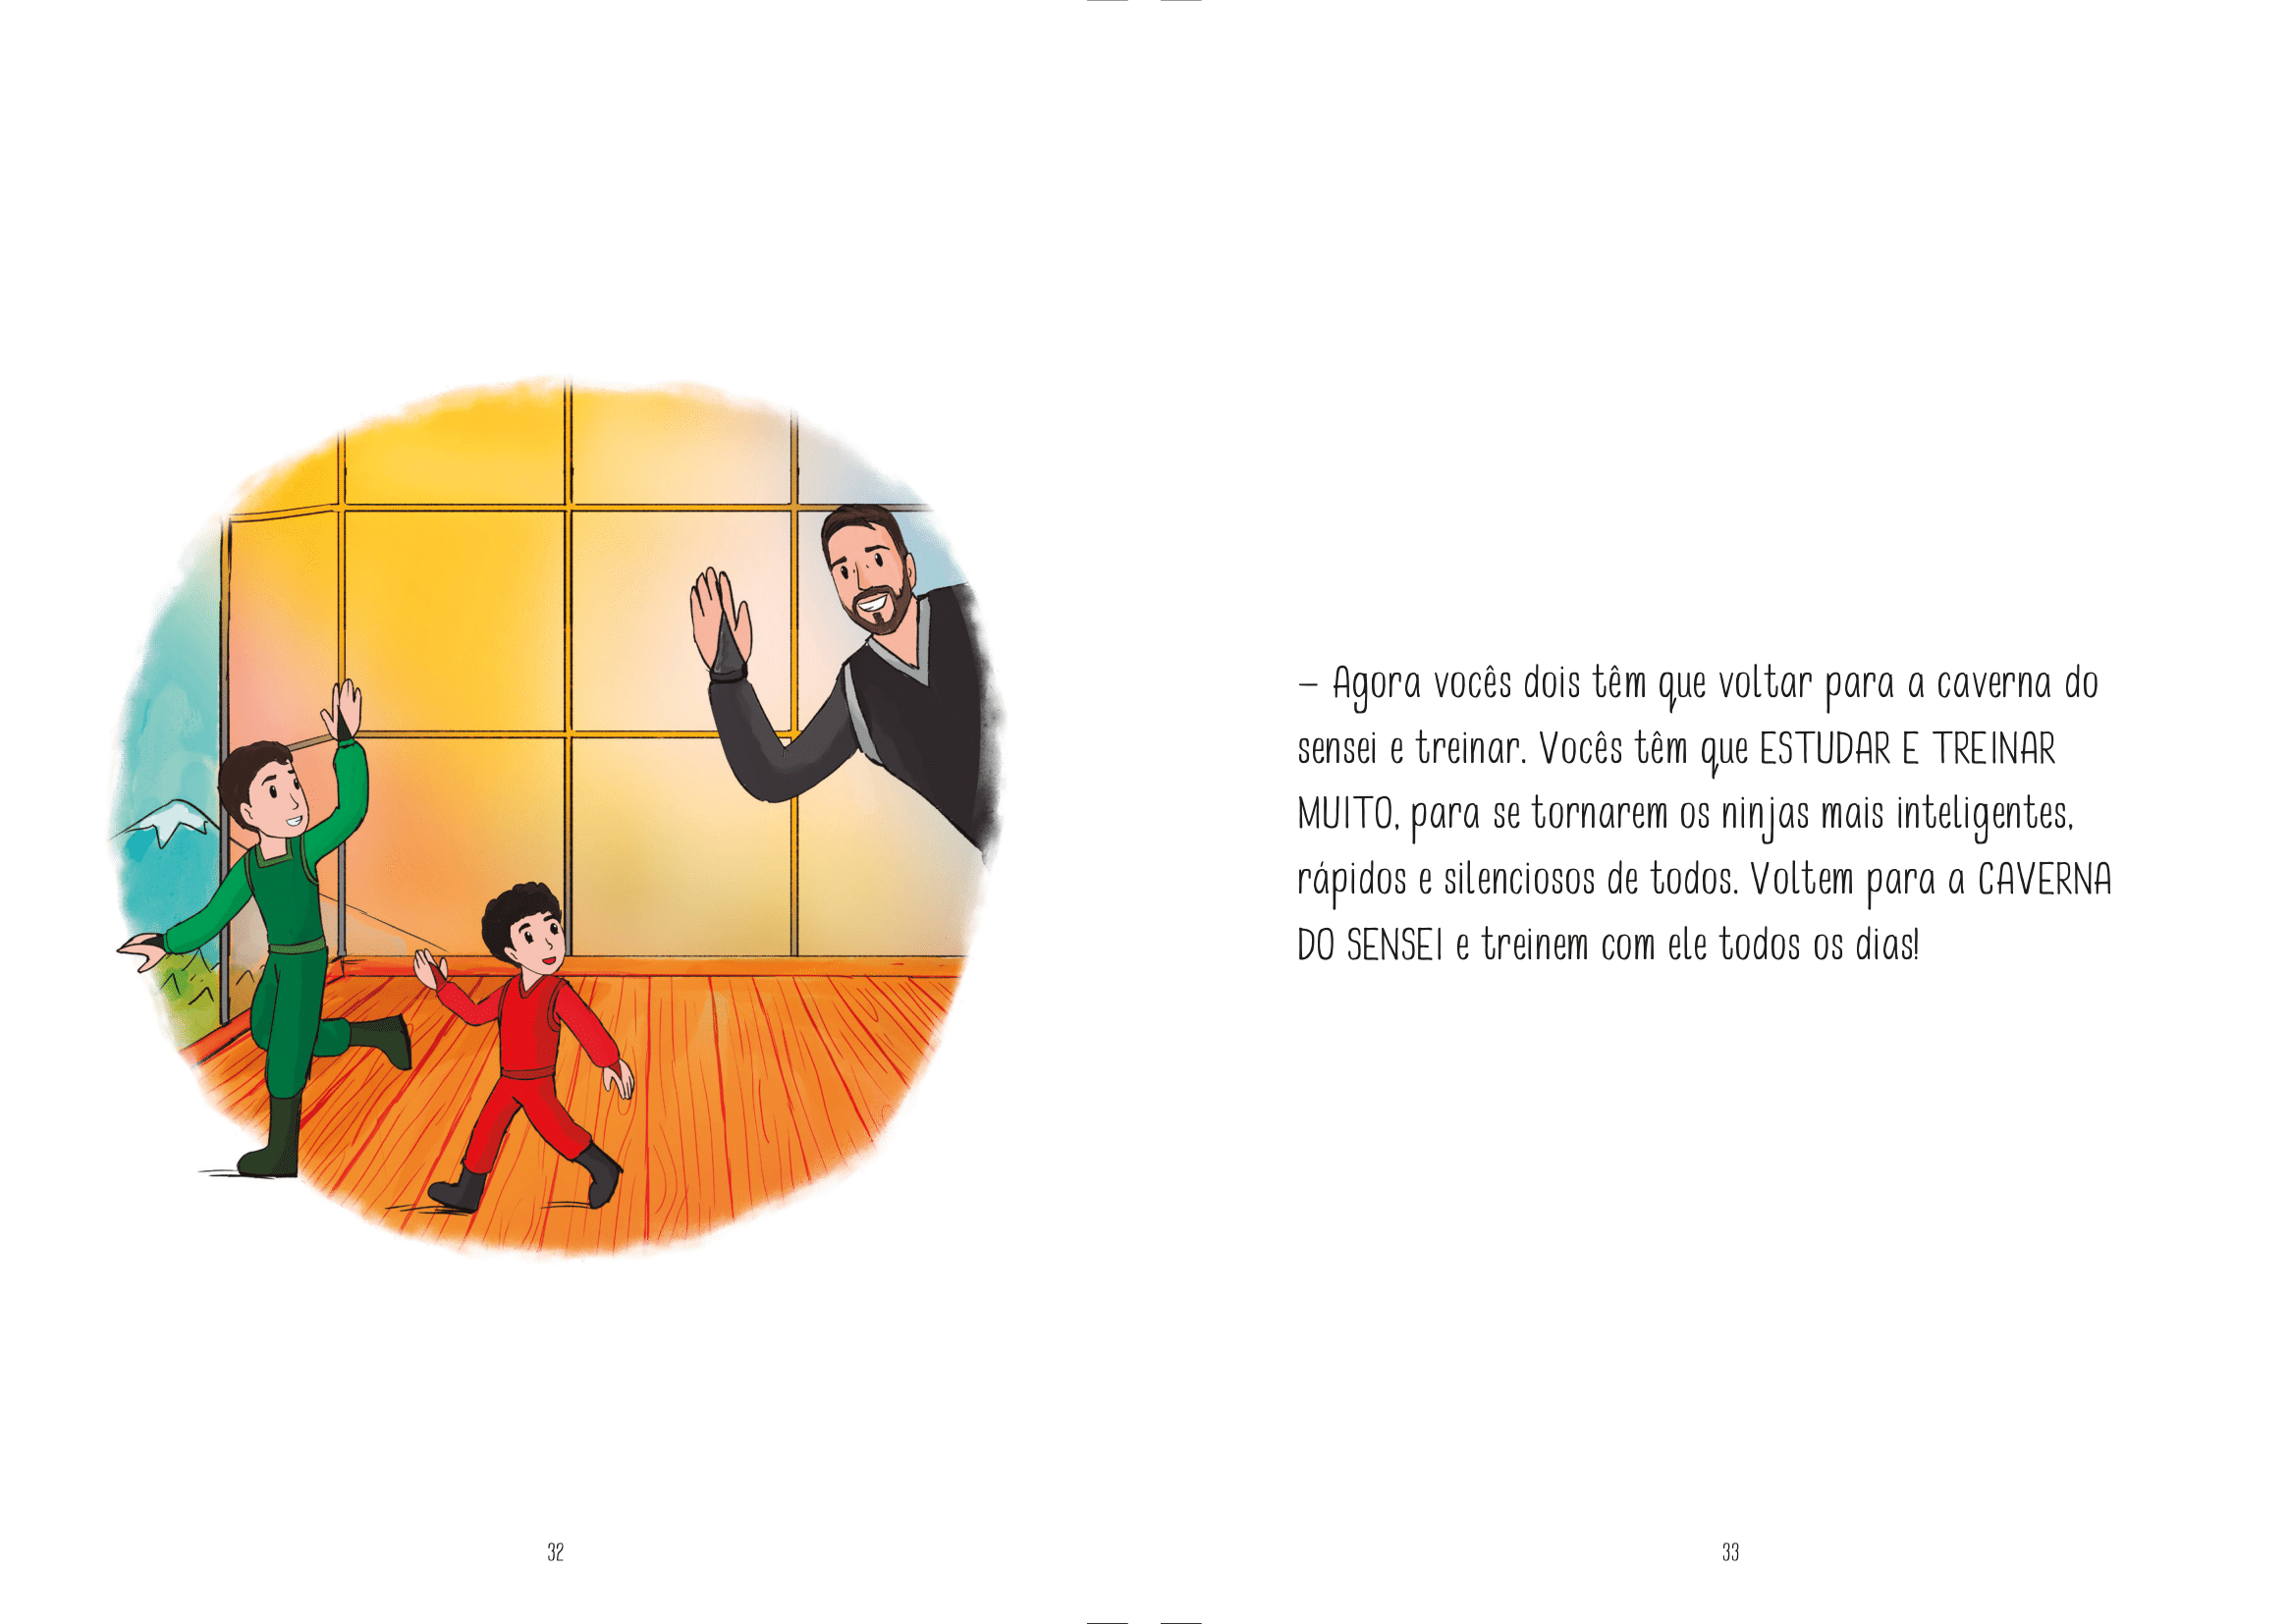 – Agora vocês dois têm que voltar para a caverna do
sensei e treinar. Vocês têm que ESTUDAR E TREINAR
MUITO, para se tornarem os ninjas mais inteligentes,
rápidos e silenciosos de todos. Voltem para a CAVERNA
DO SENSEI e treinem com ele todos os dias!
32
33